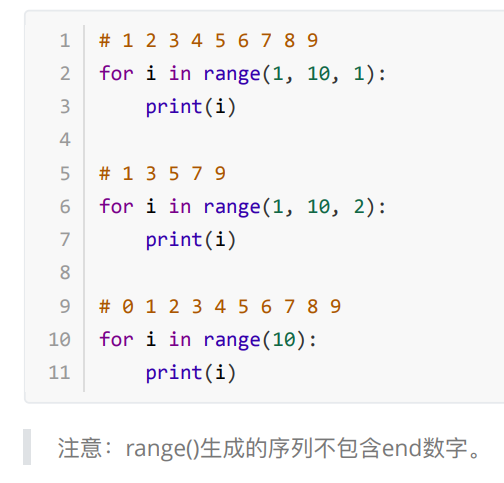 1 # 1 2 3 4 5 6 7 8 9
2 for i in range(1, 10, 1):
3     print(i)
4
5 # 1 3 5 7 9
6 for i in range(1, 10, 2):
7     print(i)
8
9 # 0 1 2 3 4 5 6 7 8 9
10 for i in range(10):
11     print(i)
注意：range()生成的序列不包含end数字。